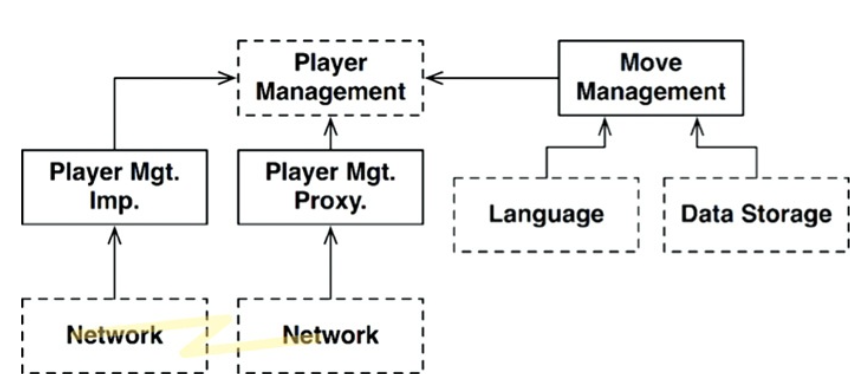 Player
Management
Move
Management
Player Mgt.
Imp.
Player Mgt.
Proxy.
Language
Data Storage
Network
Network